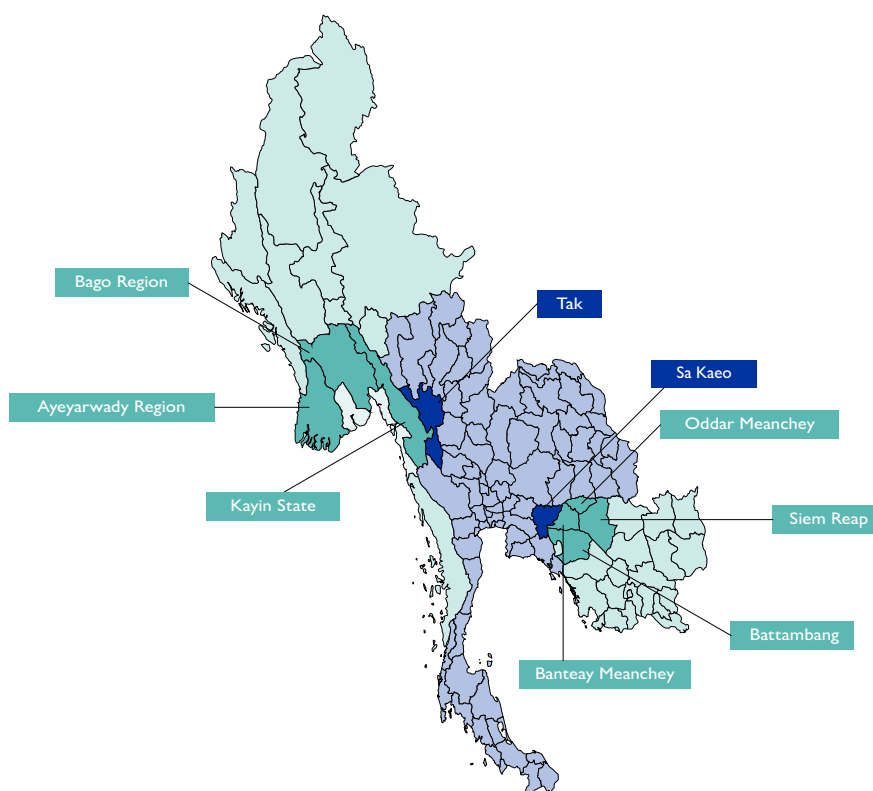 Bago Region
Tak
Sa Kaeo
Ayeyarwady Region
Oddar Meanchey
Kayin State
Siem Reap
Battambang
Banteay Meanchey